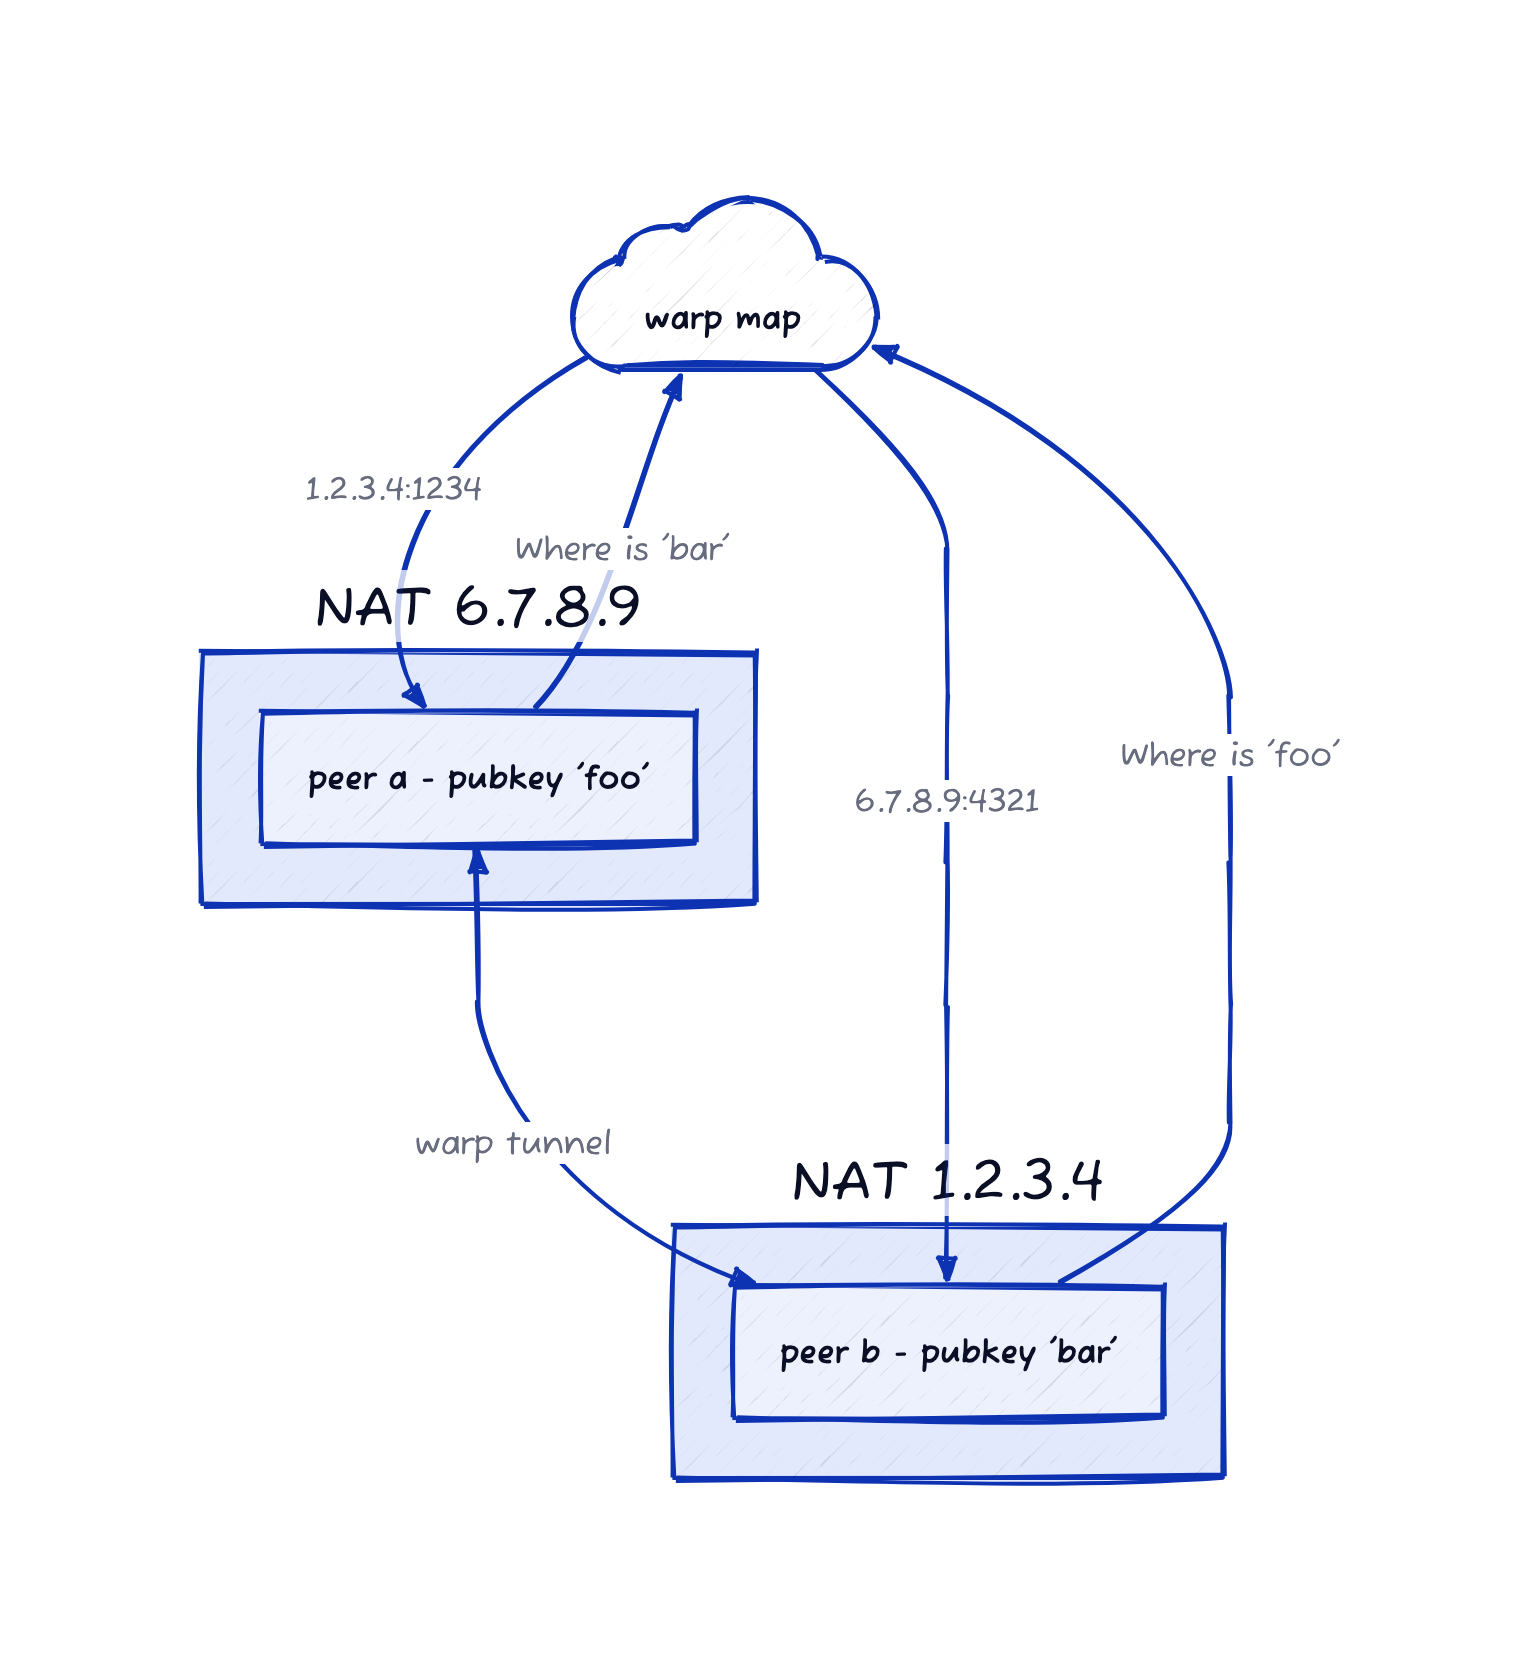 warp map
1.2.3.4:1234
Where is 'bar'
NAT 6.7.8.9
peer a - pubkey 'foo'
Where is 'foo'
6.7.8.9:4321
warp tunnel
NAT 1.2.3.4
peer b - pubkey 'bar'